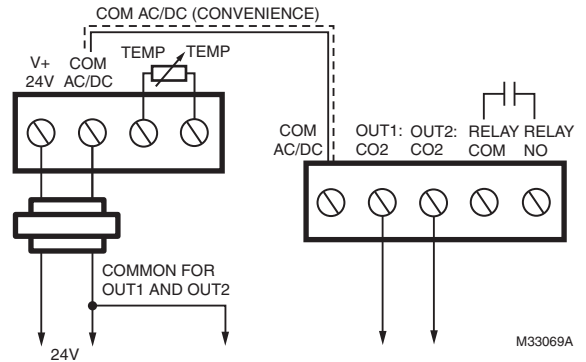 COM AC/DC (CONVENIENCE)
V+
24V
COM
AC/DC
TEMP
TEMP
COM
AC/DC
OUT1:
CO2
OUT2:
CO2
RELAY
COM
RELAY
NO
COMMON FOR
OUT1 AND OUT2
24V
M33069A